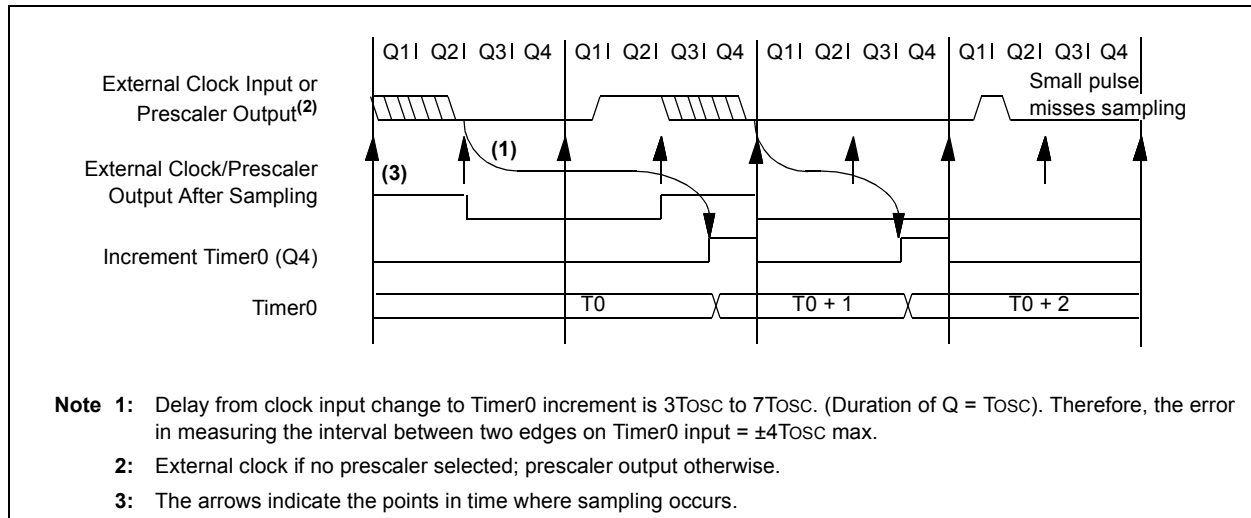 Q1| Q2| Q3| Q4 Q1| Q2| Q3| Q4 Q1| Q2| Q3| Q4 Q1| Q2| Q3| Q4
External Clock Input or
Prescaler Output(2)
Small pulse
misses sampling
(1)
External Clock/Prescaler
Output After Sampling
(3)
Increment Timer0 (Q4)
Timer0 T0 T0 + 1 T0 + 2
Note 1: Delay from clock input change to Timer0 increment is 3TOSC to 7TOSC. (Duration of Q = TOSC). Therefore, the error
in measuring the interval between two edges on Timer0 input = ±4TOSC max.
2: External clock if no prescaler selected; prescaler output otherwise.
3: The arrows indicate the points in time where sampling occurs.